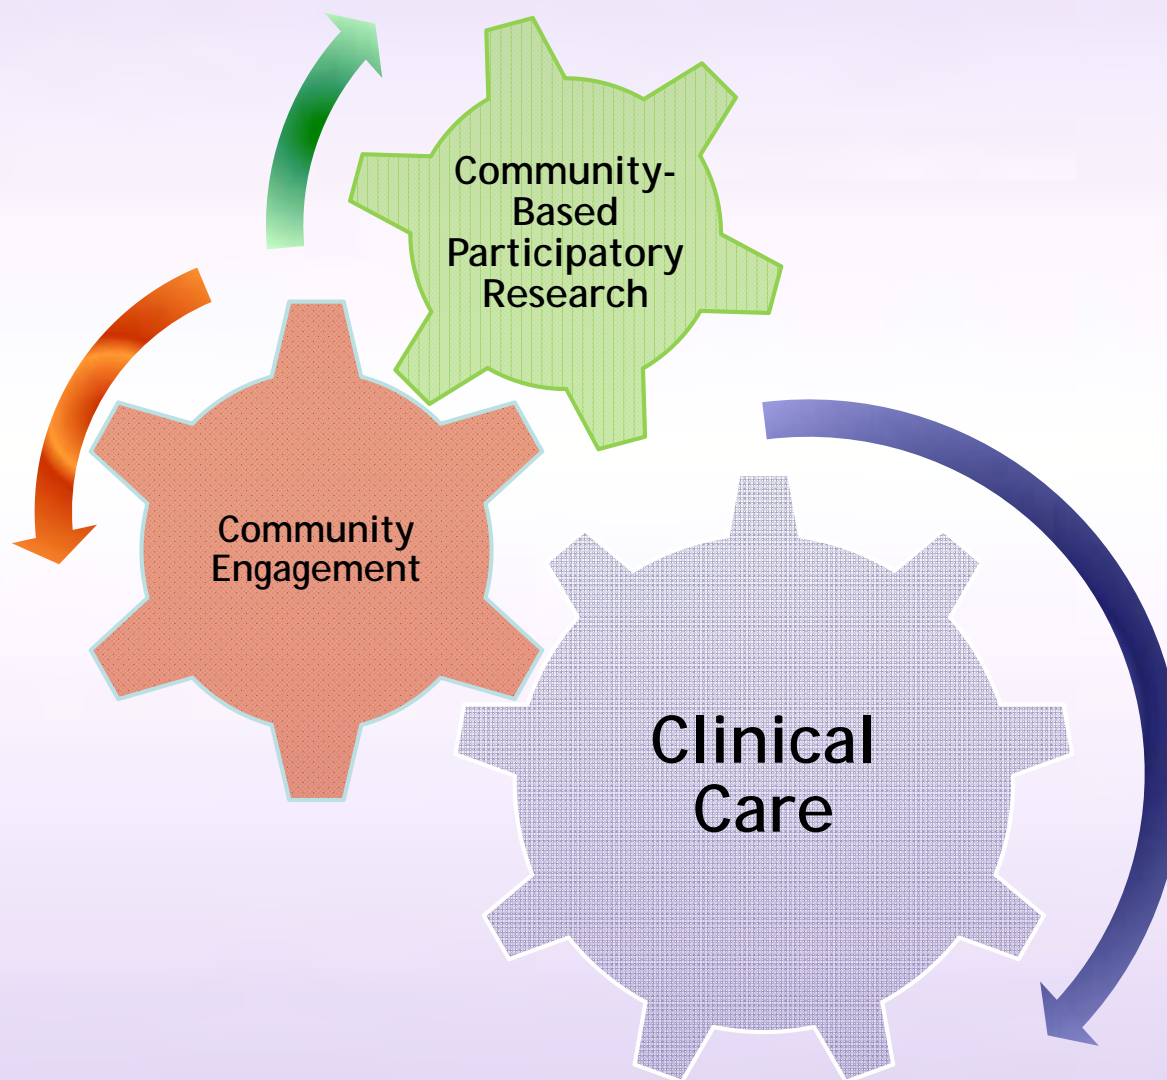 Community-
Based
Participatory
Research
Community
Engagement
Clinical
Care